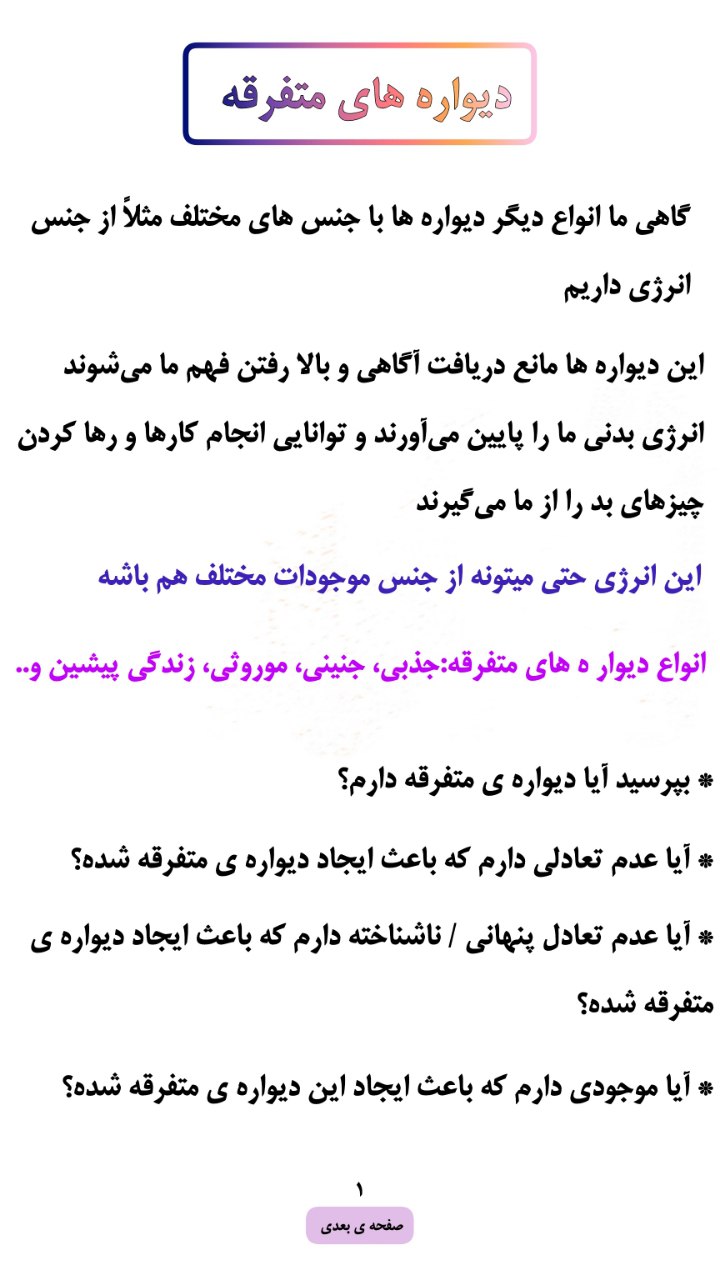 دیواره های متفرقه
گاهی ما انواع دیگر دیواره ها با جنس های مختلف مثلاً از جنس
انرژی داریم
این دیواره ها مانع دریافت آگاهی و بالا رفتن فهم ما می‌شوند
انرژی بدنی ما را پایین می‌آورند و توانایی انجام کارها و رها کردن
چیزهای بد را از ما می‌گیرند
این انرژی حتی میتونه از جنس موجودات مختلف هم باشه
انواع دیوار ه های متفرقه:جذبی، جنینی، موروثی، زندگی پیشین و..
* بپرسید آیا دیواره ی متفرقه دارم؟
* آیا عدم تعادلی دارم که باعث ایجاد دیواره ی متفرقه شده؟
* آیا عدم تعادل پنهانی / ناشناخته دارم که باعث ایجاد دیواره ی
متفرقه شده؟
* آیا موجودی دارم که باعث ایجاد این دیواره ی متفرقه شده؟
۱
صفحه ی بعدی